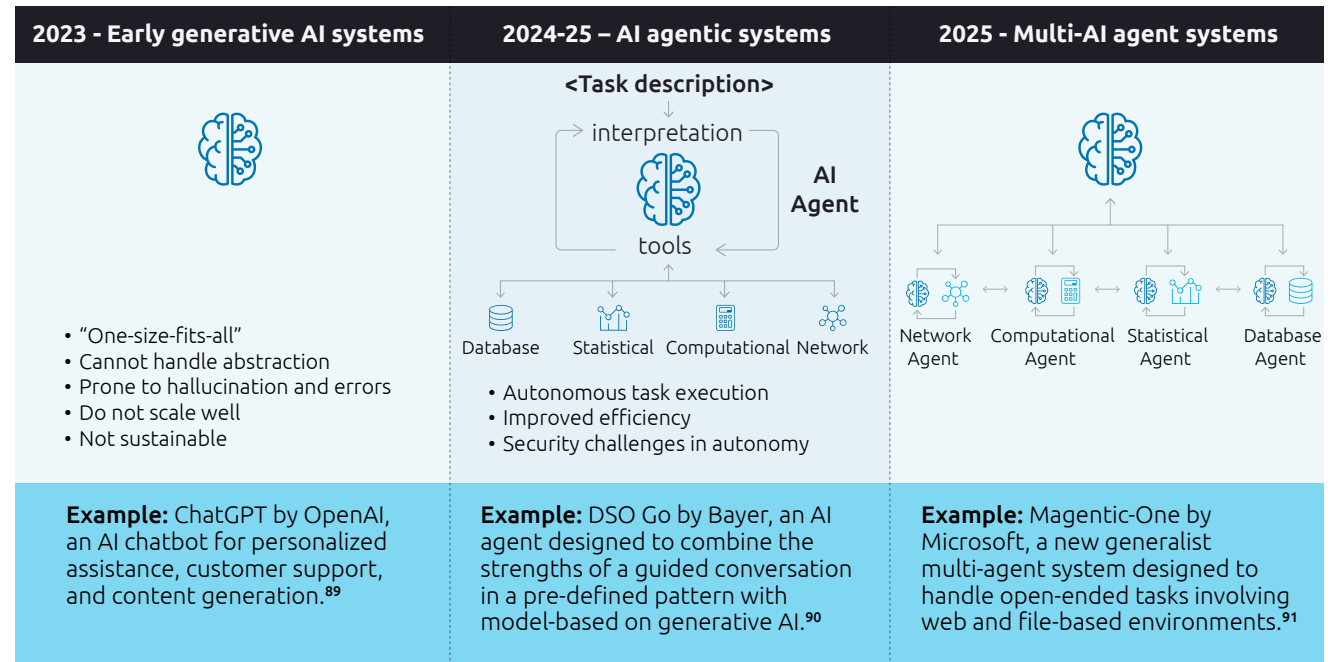 2023 - Early generative AI systems
• “One-size-fits-all”
• Cannot handle abstraction
• Prone to hallucination and errors
• Do not scale well
• Not sustainable
Example: ChatGPT by OpenAI,
an AI chatbot for personalized
assistance, customer support,
and content generation.89
2024-25 – AI agentic systems
<Task description>
interpretation
AI
Agent
tools
Database Statistical Computational Network
• Autonomous task execution
• Improved efficiency
• Security challenges in autonomy
Example: DSO Go by Bayer, an AI
agent designed to combine the
strengths of a guided conversation
in a pre-defined pattern with
model-based on generative AI.90
2025 - Multi-AI agent systems
Network
Agent
Computational
Agent
Statistical
Agent
Database
Agent
Example: Magentic-One by
Microsoft, a new generalist
multi-agent system designed to
handle open-ended tasks involving
web and file-based environments.91